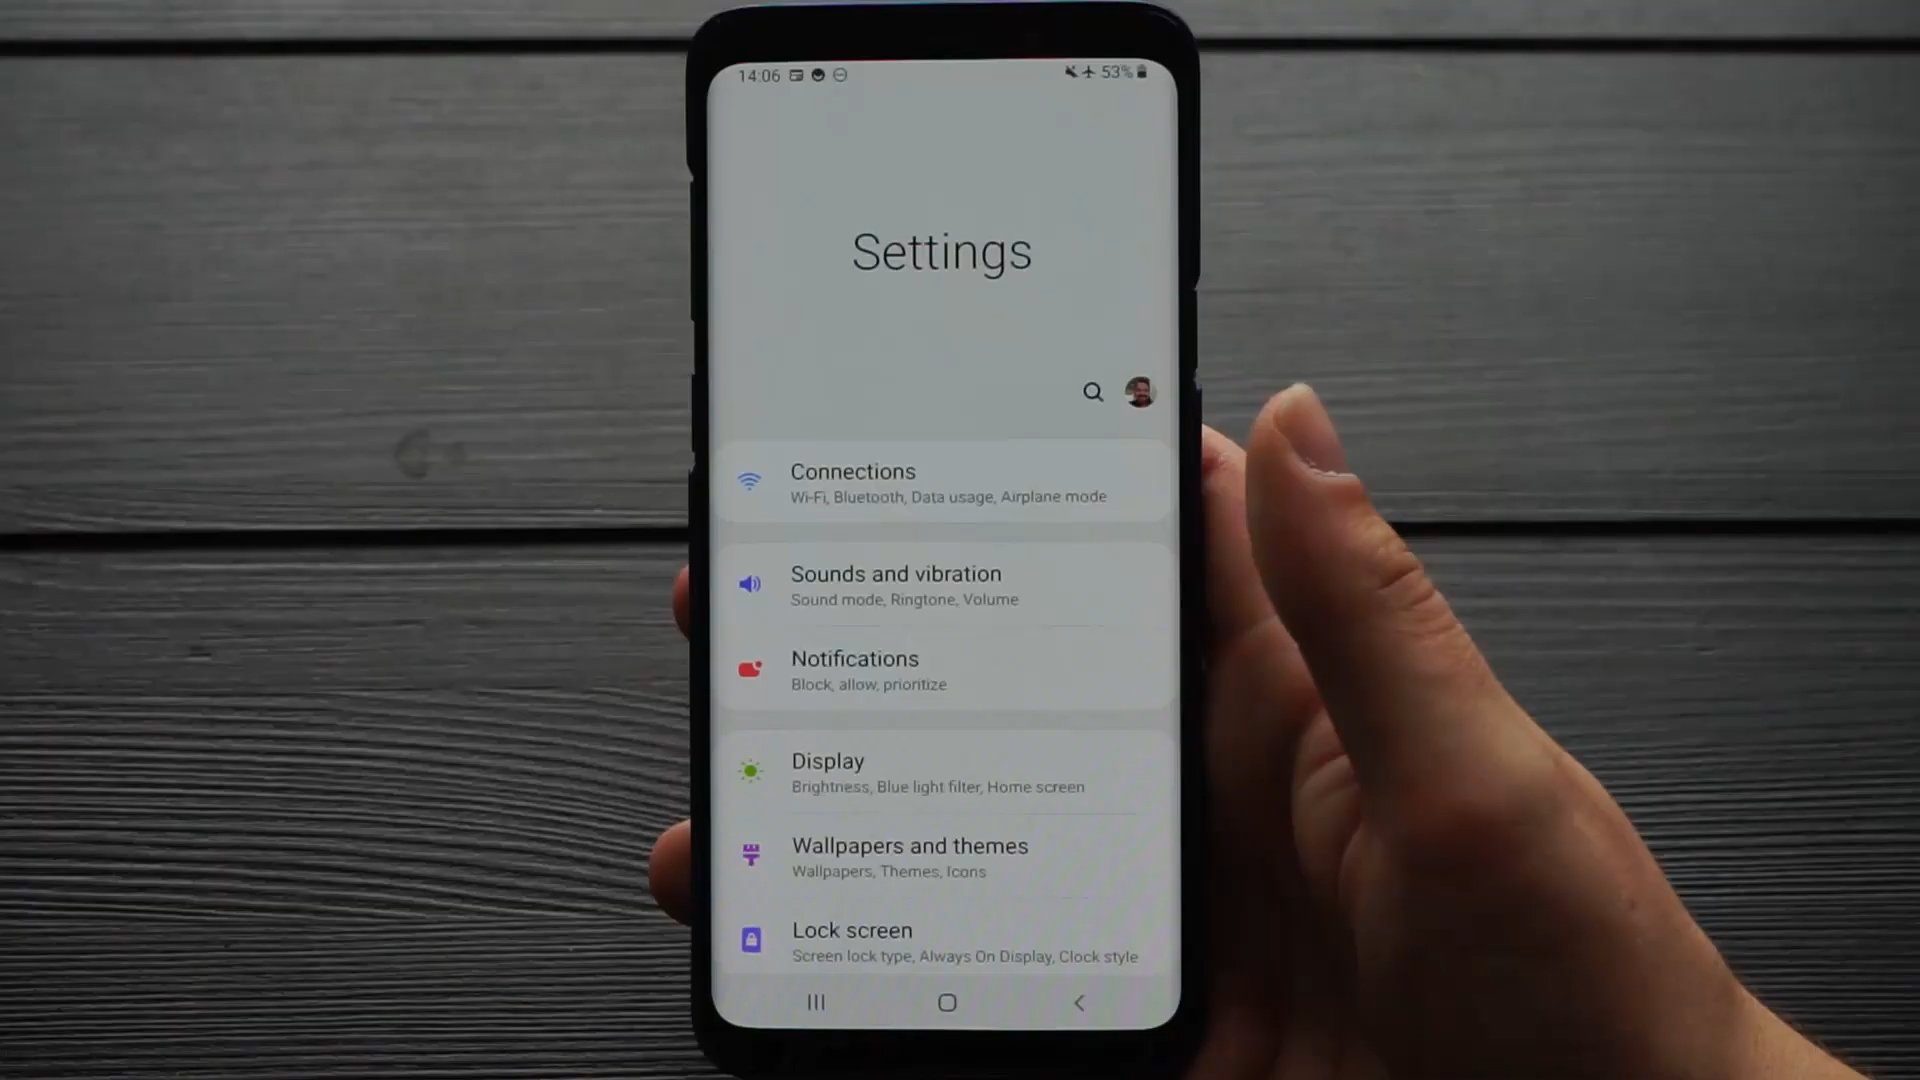 14:06 53%
Settings
Connections
Wi-Fi, Bluetooth, Data usage, Airplane mode
Sounds and vibration
Sound mode, Ringtone, Volume
Notifications
Block, allow, prioritize
Display
Brightness, Blue light filter, Home screen
Wallpapers and themes
Wallpapers, Themes, Icons
Lock screen
Screen lock type, Always On Display, Clock style